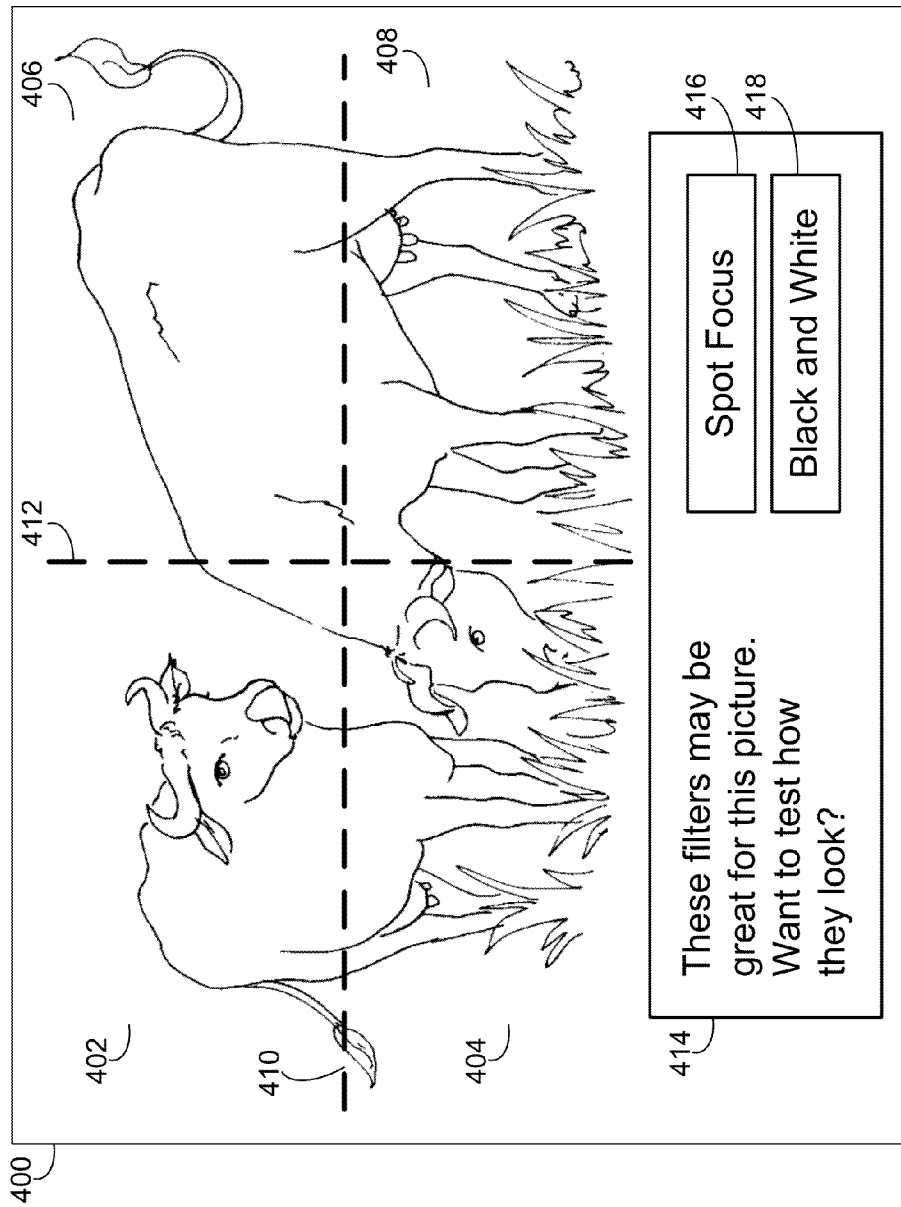 400
402
404
406
408
410
412
414
These filters may be
great for this picture.
Want to test how
they look?
Spot Focus
416
Black and White
418